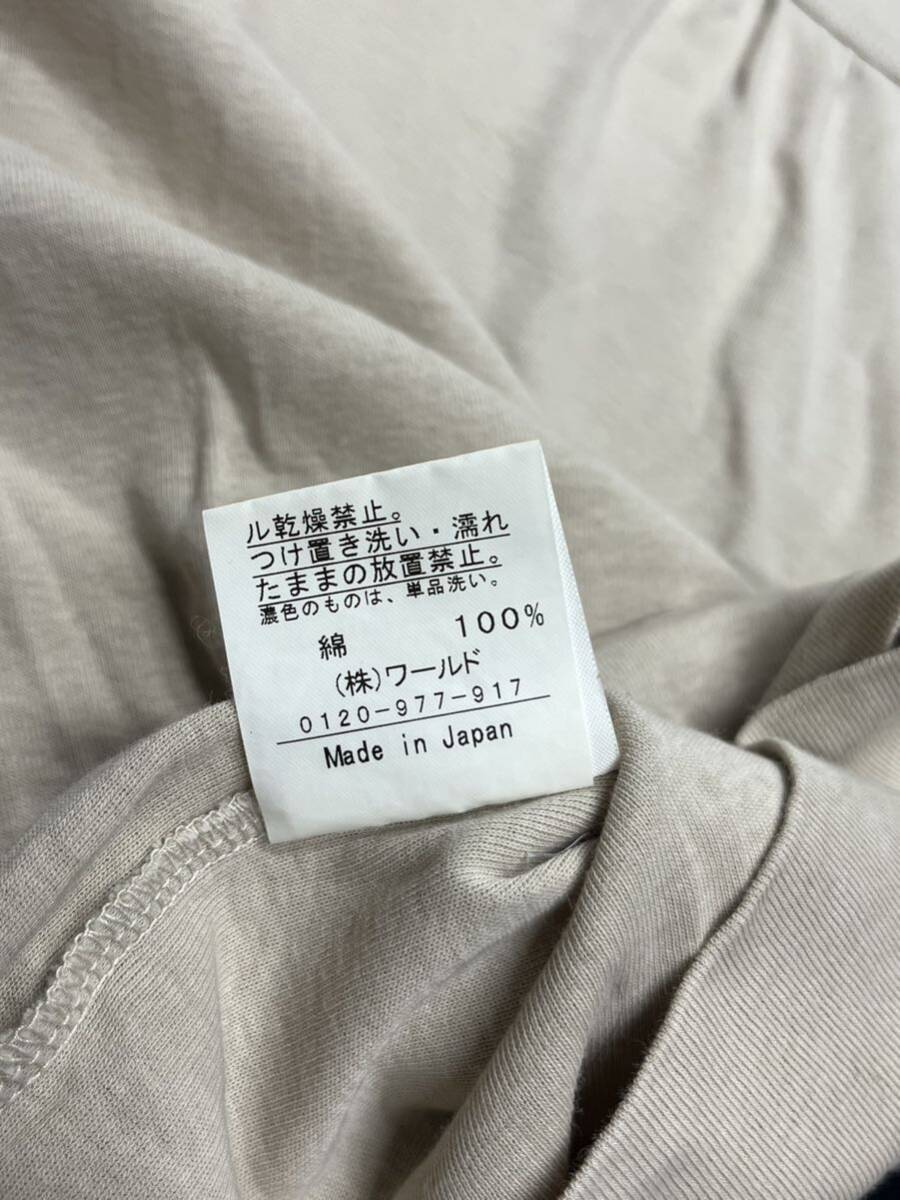 ル乾燥禁止。
つけ置き洗い・濡れ
たままの放置禁止。
濃色のものは、単品洗い。
綿 100%
(株)ワールド
0120-977-917
Made in Japan